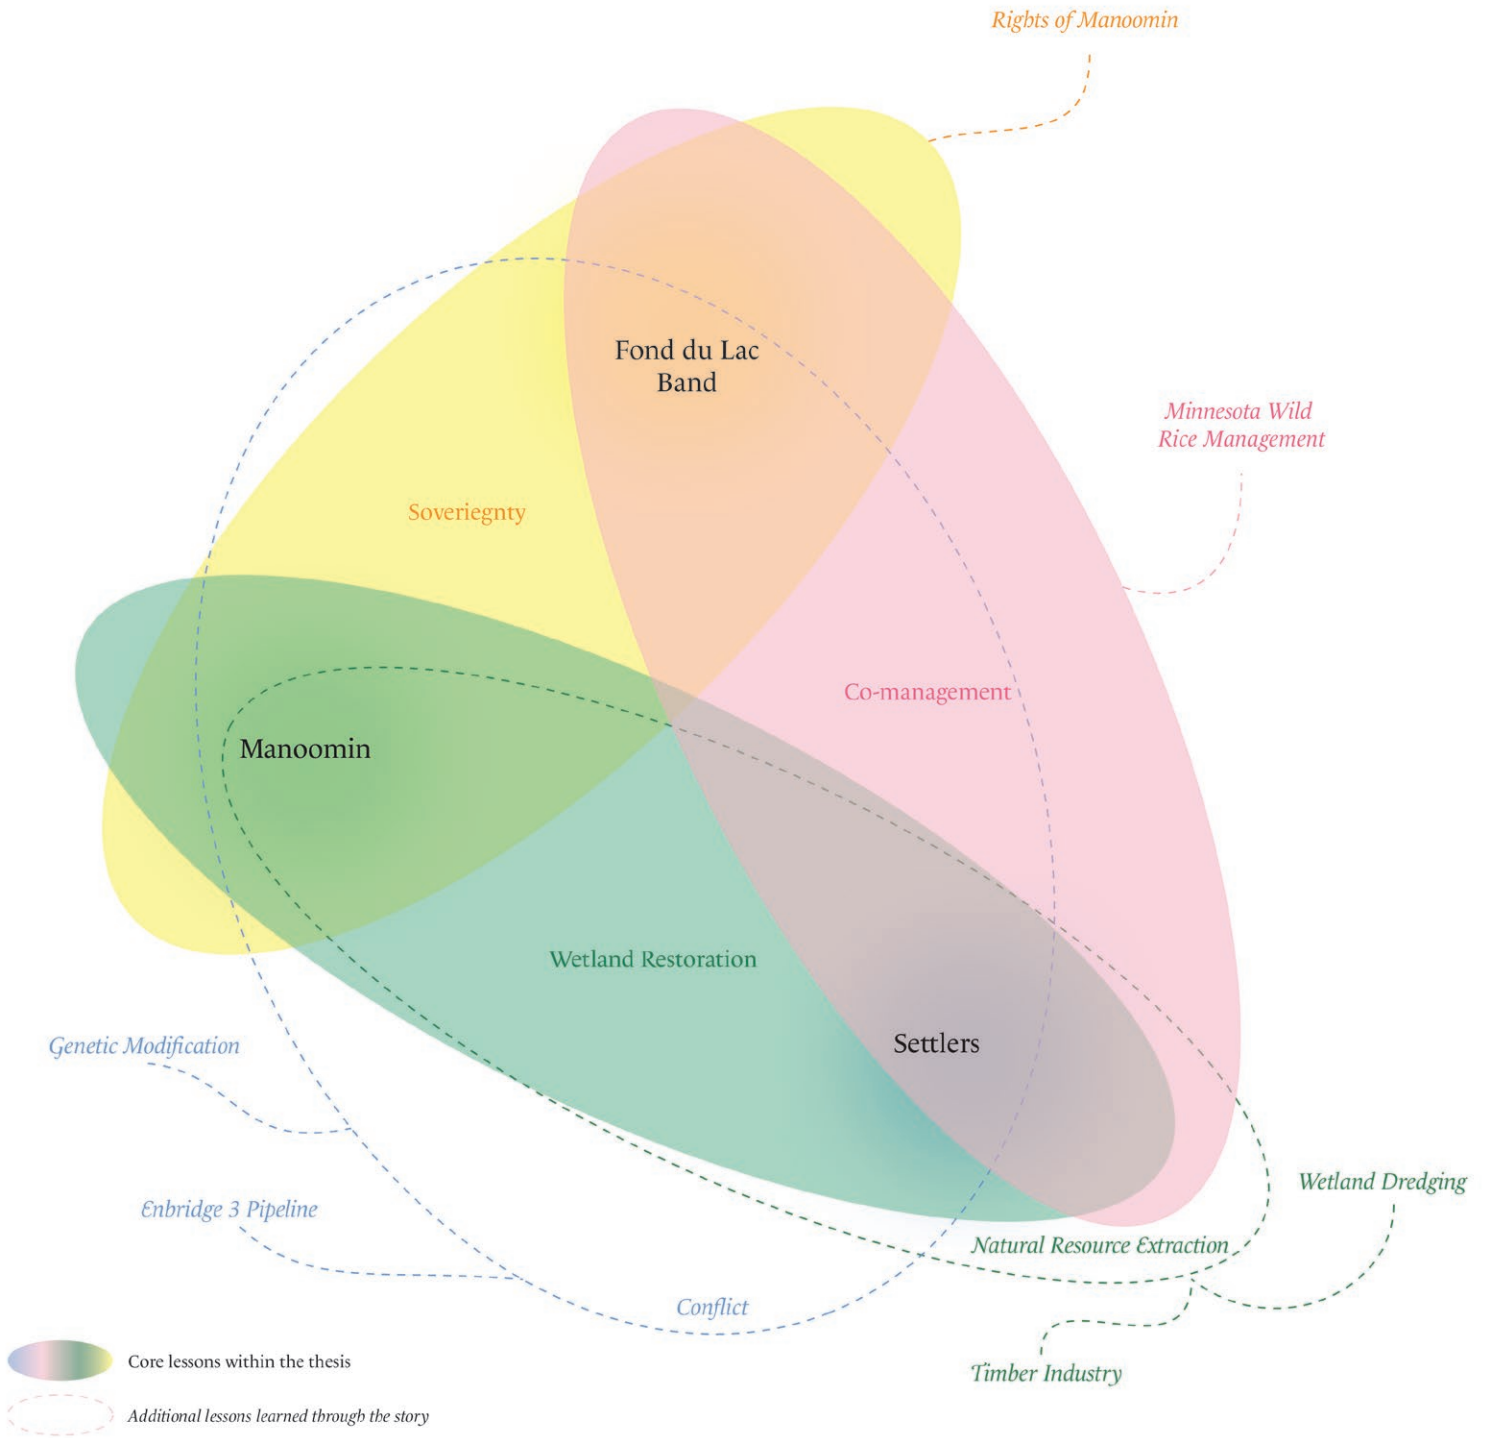 Rights of Manoomin
Fond du Lac
Band
Minnesota Wild
Rice Management
Soveriegnty
Co-management
Manoomin
Wetland Restoration
Settlers
Genetic Modification
Enbridge 3 Pipeline
Wetland Dredging
Natural Resource Extraction
Conflict
Timber Industry
Core lessons within the thesis
Additional lessons learned through the story